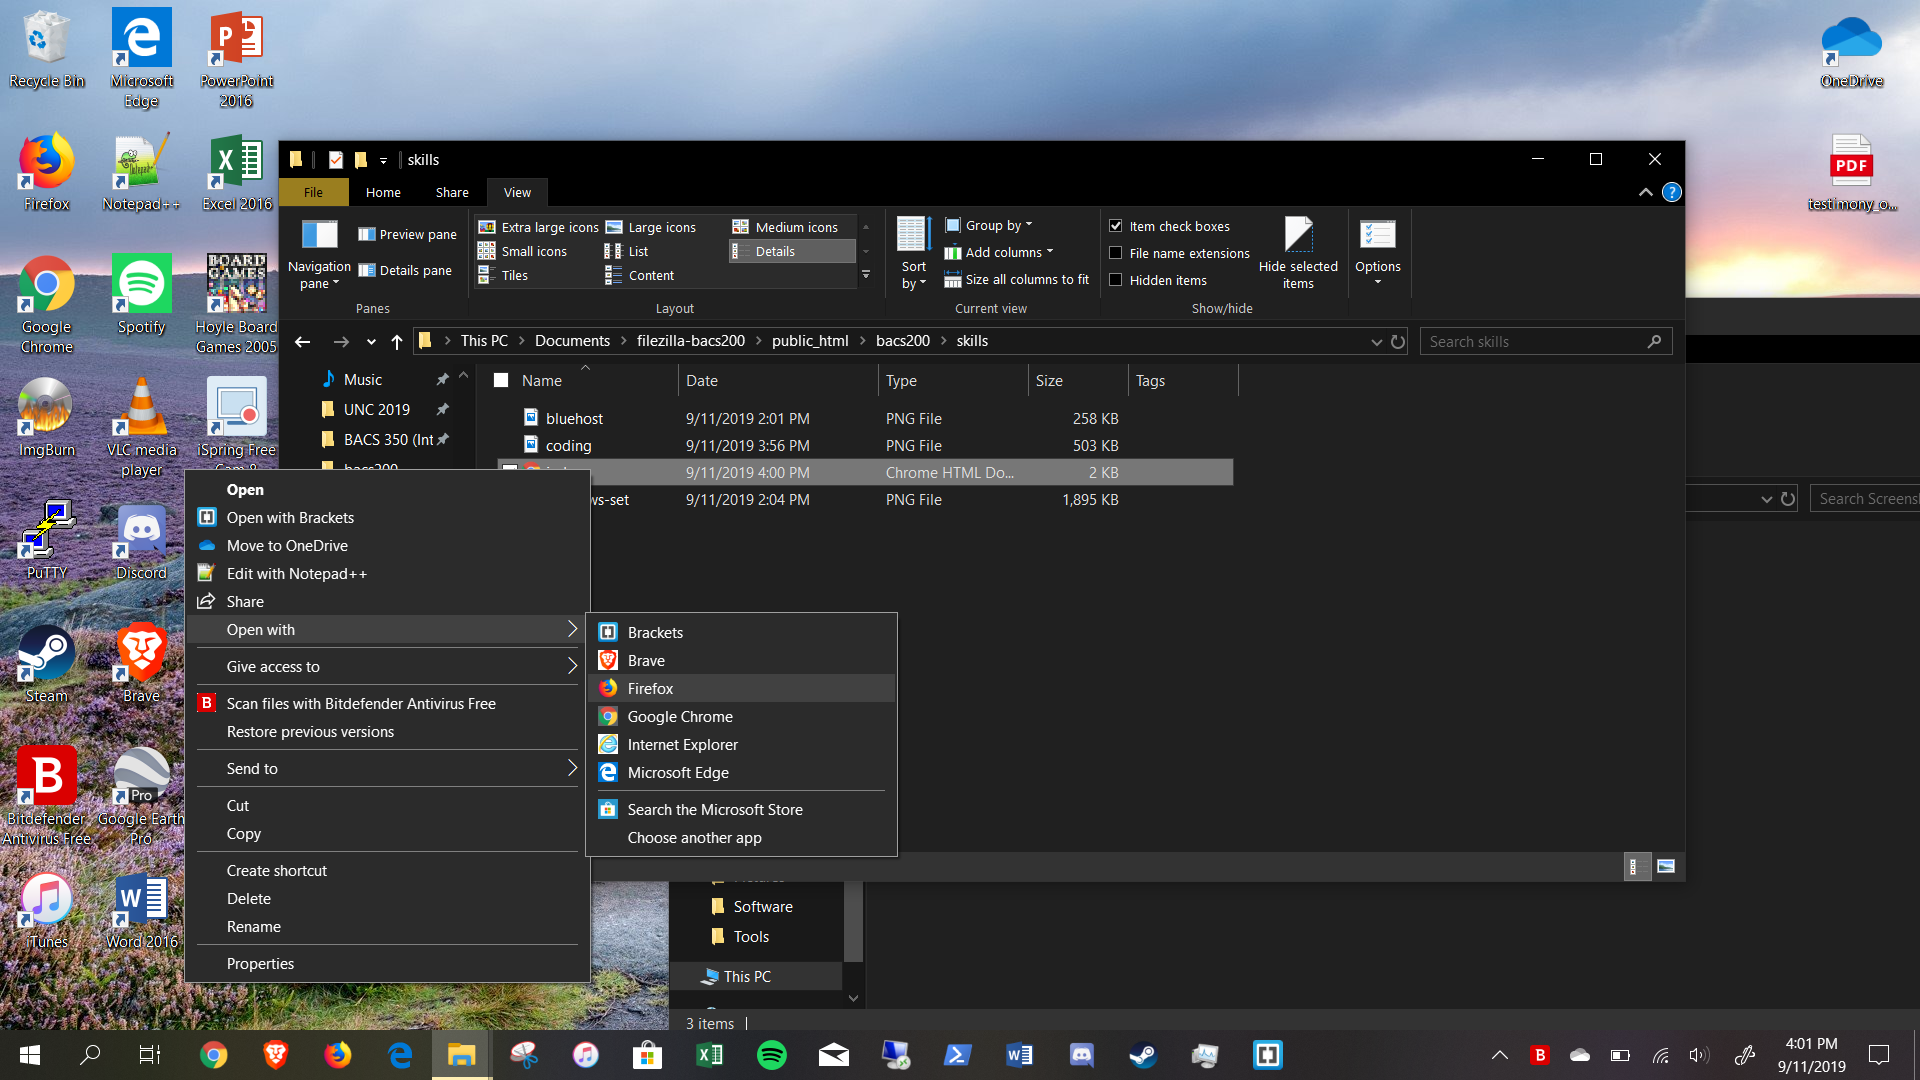 Recycle Bin
Microsoft
Edge
PowerPoint
2016
OneDrive
Firefox
Notepad++
Excel 2016
PDF
testimony_o...
Google
Chrome
Spotify
BOARD
GAMES
Hoyle Board
Games 2005
ImgBurn
VLC media
player
iSpring Free
Cam 8
PuTTY
Discord
Steam
Brave
Bitdefender
Antivirus Free
Google Earth
Pro
iTunes
Word 2016
skills
File
Home
Share
View
Navigation
pane
Preview pane
Details pane
Panes
Extra large icons
Large icons
Medium icons
Small icons
List
Details
Tiles
Content
Layout
Sort
by
Group by
Add columns
Size all columns to fit
Current view
Item check boxes
File name extensions
Hidden items
Hide selected
items
Show/hide
Options
This PC
Documents
filezilla-bacs200
public_html
bacs200
skills
Search skills
Music
UNC 2019
BACS 350 (Int
bacs200
Name
Date
Type
Size
Tags
bluehost 9/11/2019 2:01 PM PNG File 258 KB
coding 9/11/2019 3:56 PM PNG File 503 KB
9/11/2019 4:00 PM Chrome HTML Do... 2 KB
ws-set 9/11/2019 2:04 PM PNG File 1,895 KB
Search Screensh
Open
Open with Brackets
Move to OneDrive
Edit with Notepad++
Share
Open with
Give access to
Scan files with Bitdefender Antivirus Free
Restore previous versions
Send to
Cut
Copy
Create shortcut
Delete
Rename
Properties
Brackets
Brave
Firefox
Google Chrome
Internet Explorer
Microsoft Edge
Search the Microsoft Store
Choose another app
Software
Tools
This PC
3 items
4:01 PM
9/11/2019